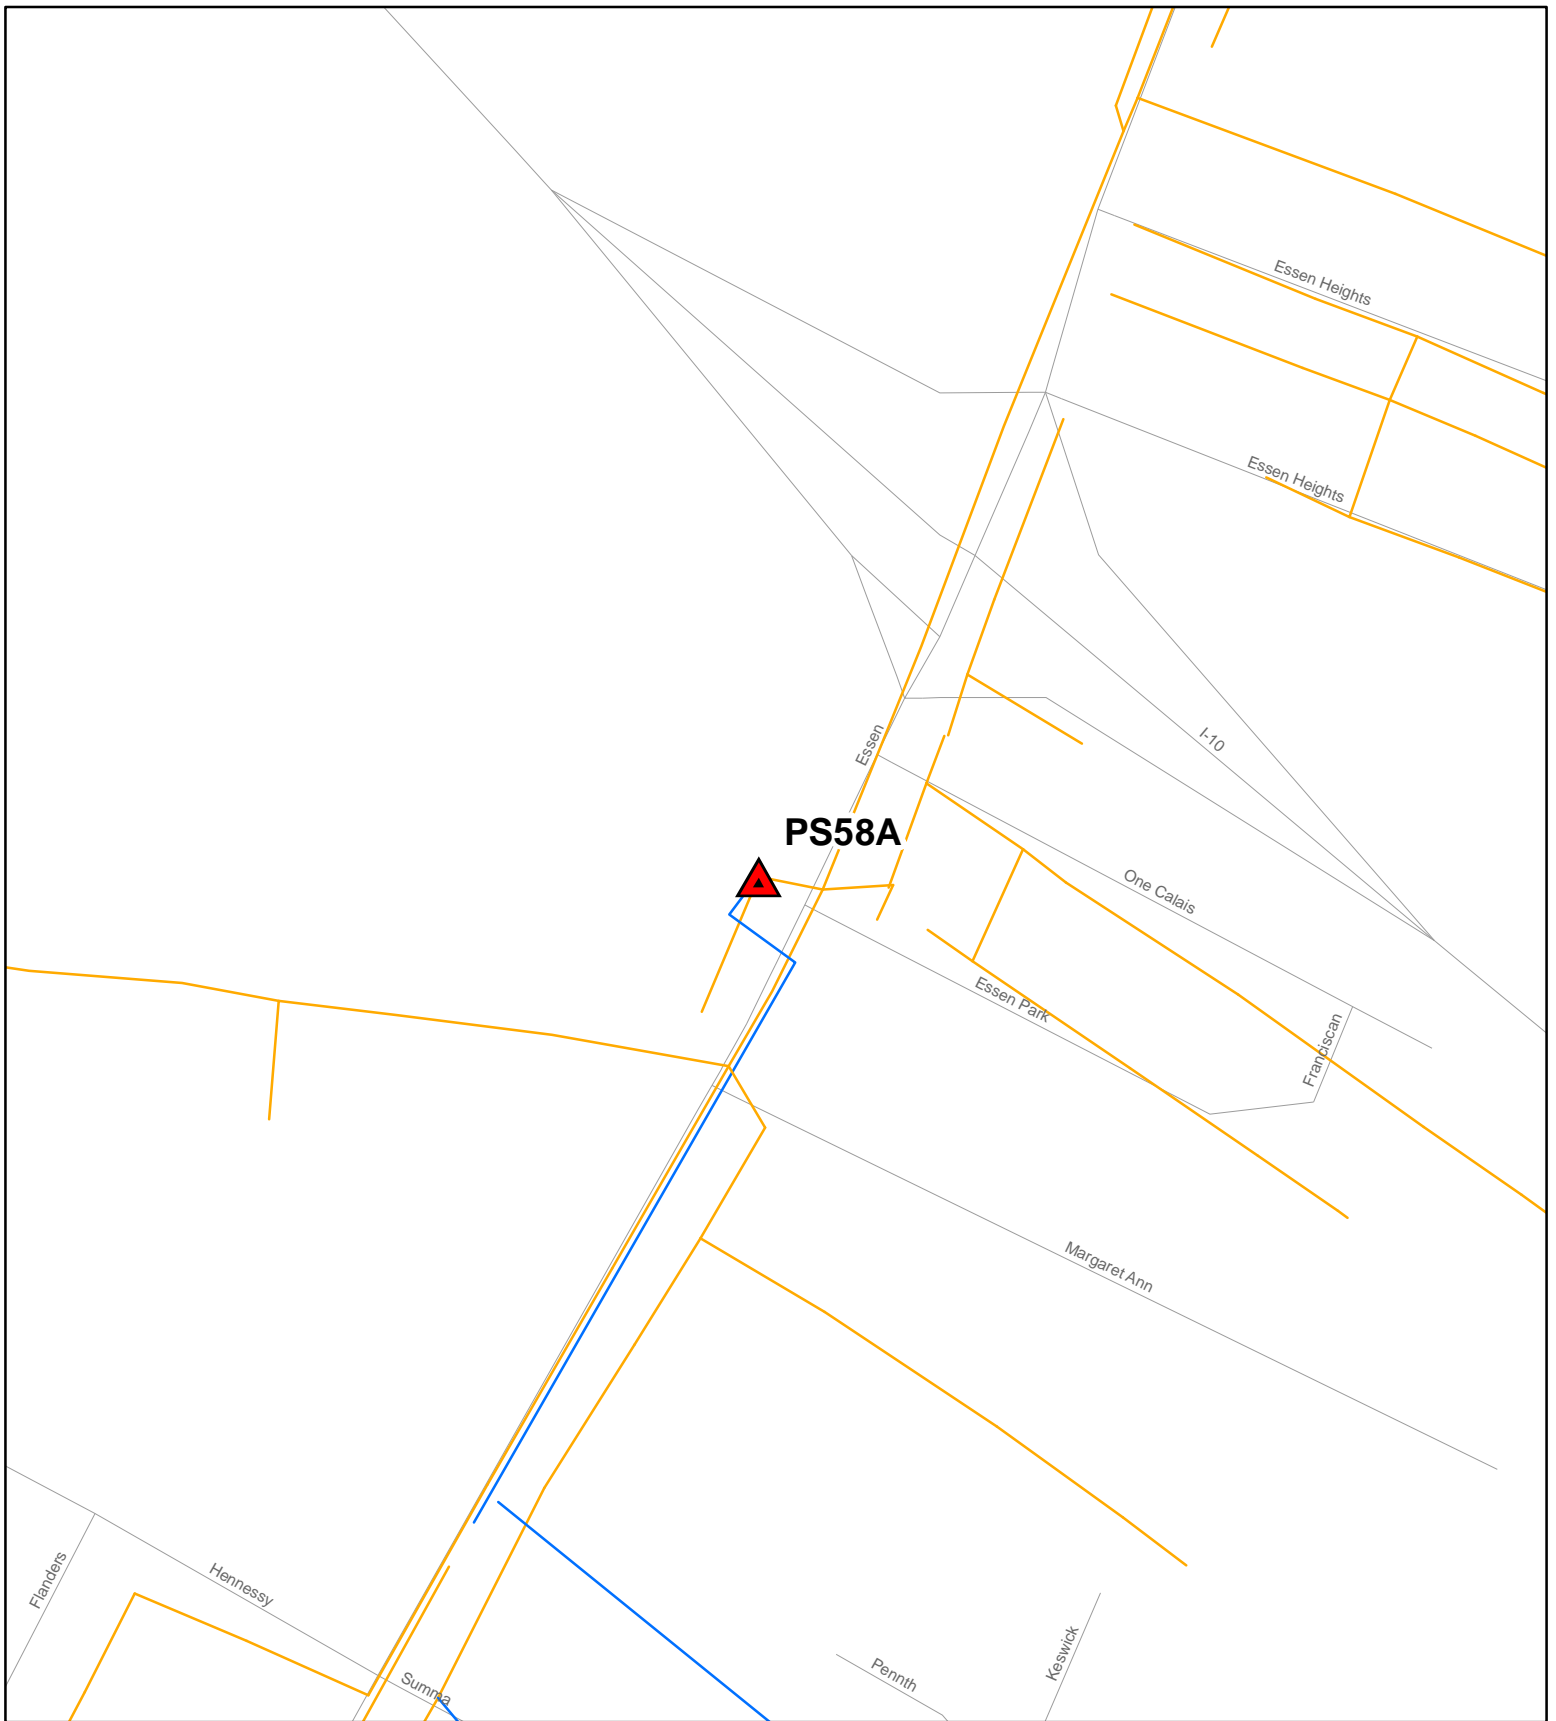 Essen Heights
Essen Heights
Essen
I-10
PS58A
One Calais
Essen Park
Franciscan
Margaret Ann
Flanders
Hennessy
Keswick
Pennth
Summa